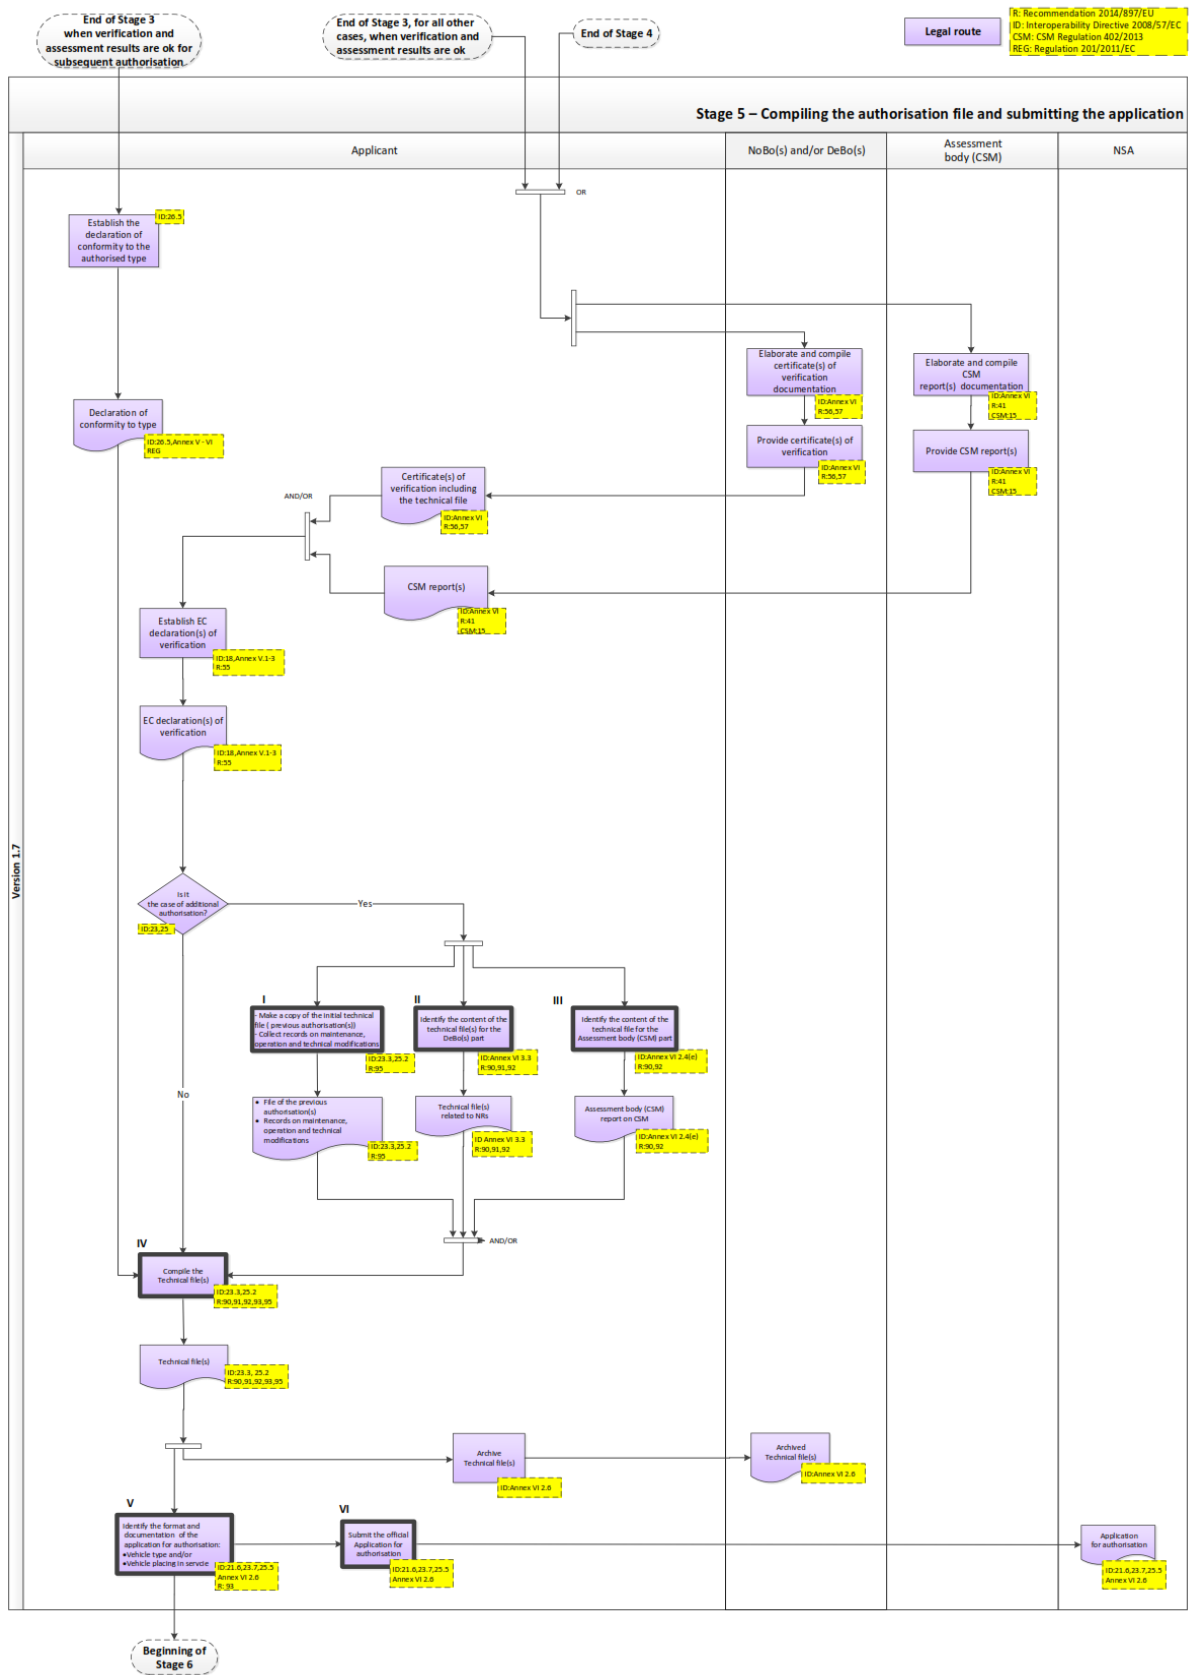 End of Stage 3
when verification and
assessment results are ok for
subsequent authorisation
End of Stage 3, for all other
cases, when verification and
assessment results are ok
End of Stage 4
Legal route
R: Recommendation 2014/897/EU
ID: Interoperability Directive 2008/57/EC
CSM: CSM Regulation 402/2013
REG: Regulation 201/2011/EC
Stage 5 – Compiling the authorisation file and submitting the application
Version 1.7
Applicant
NoBo(s) and/or DeBo(s)
Assessment
body (CSM)
NSA
OR
Establish the
declaration of
conformity to the
authorised type
ID:26.5
Elaborate and compile
certificate(s) of
verification
documentation
ID:Annex VI
R:56,57
Elaborate and compile
CSM
report(s) documentation
ID:Annex VI
R:41
CSM:15
Declaration of
conformity to type
ID:26.5,Annex V - VI
REG
Provide certificate(s) of
verification
ID:Annex VI
R:56,57
Provide CSM report(s)
ID:Annex VI
R:41
CSM:15
Certificate(s) of
verification including
the technical file
ID:Annex VI
R:56,57
AND/OR
CSM report(s)
ID:Annex VI
R:41
CSM:15
Establish EC
declaration(s) of
verification
ID:18,Annex V.1-3
R:55
EC declaration(s) of
verification
ID:18,Annex V.1-3
R:55
Is it
the case of additional
authorisation?
ID:23,25
Yes
No
I
- Make a copy of the initial technical
file ( previous authorisation(s))
- Collect records on maintenance,
operation and technical modifications
ID:23.3,25.2
R:95
II
Identify the content of the
technical file(s) for the
DeBo(s) part
ID:Annex VI 3.3
R:90,91,92
III
Identify the content of the
technical file for the
Assessment body (CSM) part
ID:Annex VI 2.4(e)
R:90,92
• File of the previous
authorisation(s)
• Records on maintenance,
operation and technical
modifications
ID:23.3,25.2
R:95
Technical file(s)
related to NRs
ID Annex VI 3.3
R:90,91,92
Assessment body (CSM)
report on CSM
ID:Annex VI 2.4(e)
R:90,92
AND/OR
IV
Compile the
Technical file(s)
ID:23.3,25.2
R:90,91,92,93,95
Technical file(s)
ID:23.3, 25.2
R:90,91,92,93,95
Archive
Technical file(s)
ID:Annex VI 2.6
Archived
Technical file(s)
ID:Annex VI 2.6
V
Identify the format and
documentation of the
application for authorisation:
•Vehicle type and/or
•Vehicle placing in servcie
ID:21.6,23.7,25.5
Annex VI 2.6
R: 93
VI
Submit the official
Application for
authorisation
ID:21.6,23.7,25.5
Annex VI 2.6
Application
for authorisation
ID:21.6,23.7,25.5
Annex VI 2.6
Beginning of
Stage 6